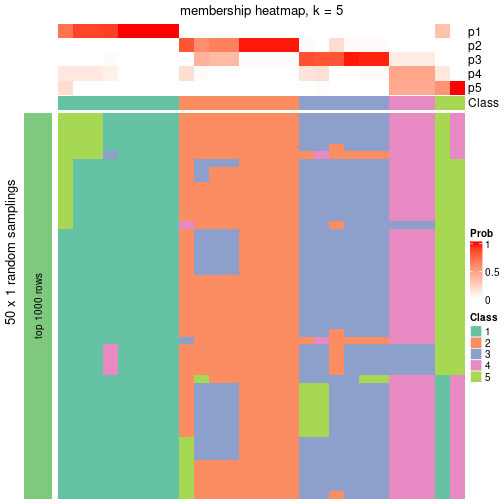 membership heatmap, k = 5
p1
p2
p3
p4
p5
Class
50 x 1 random samplings
top 1000 rows
Prob
1
0.5
0
Class
1
2
3
4
5